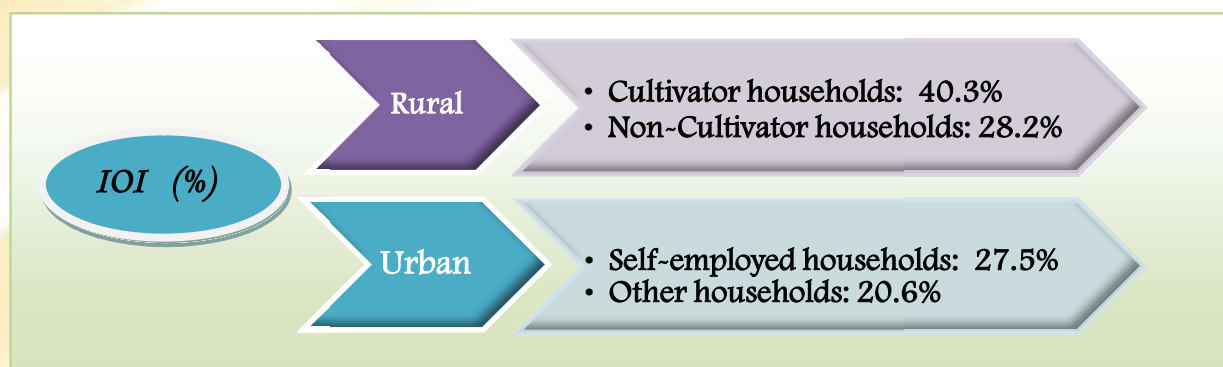 IOI (%)
Rural
• Cultivator households: 40.3%
• Non-Cultivator households: 28.2%
Urban
• Self-employed households: 27.5%
• Other households: 20.6%